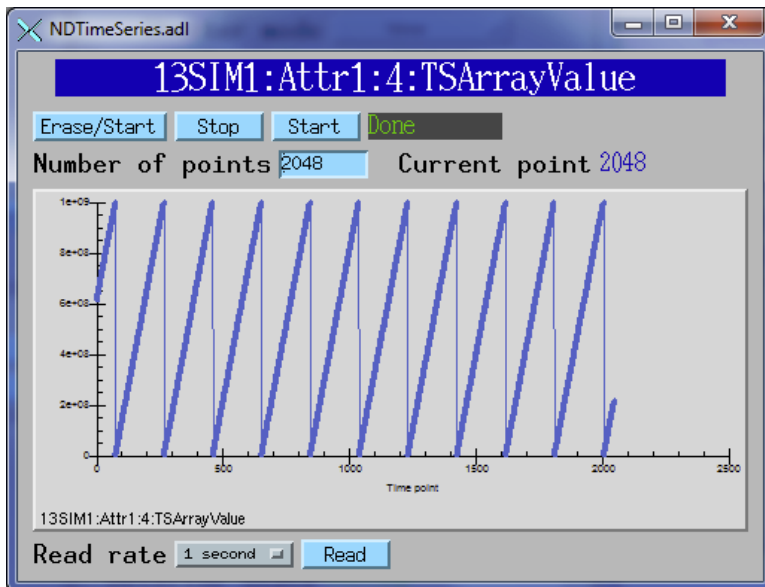 NDTimeSeries.adl
13SIM1:Attr1:4:TSArrayValue
Erase/Start Stop Start Done
Number of points 2048 Current point 2048
1e+09
8e+08
6e+08
4e+08
2e+08
0
0 500 1000 1500 2000 2500
Time point
13SIM1:Attr1:4:TSArrayValue
Read rate 1 second Read